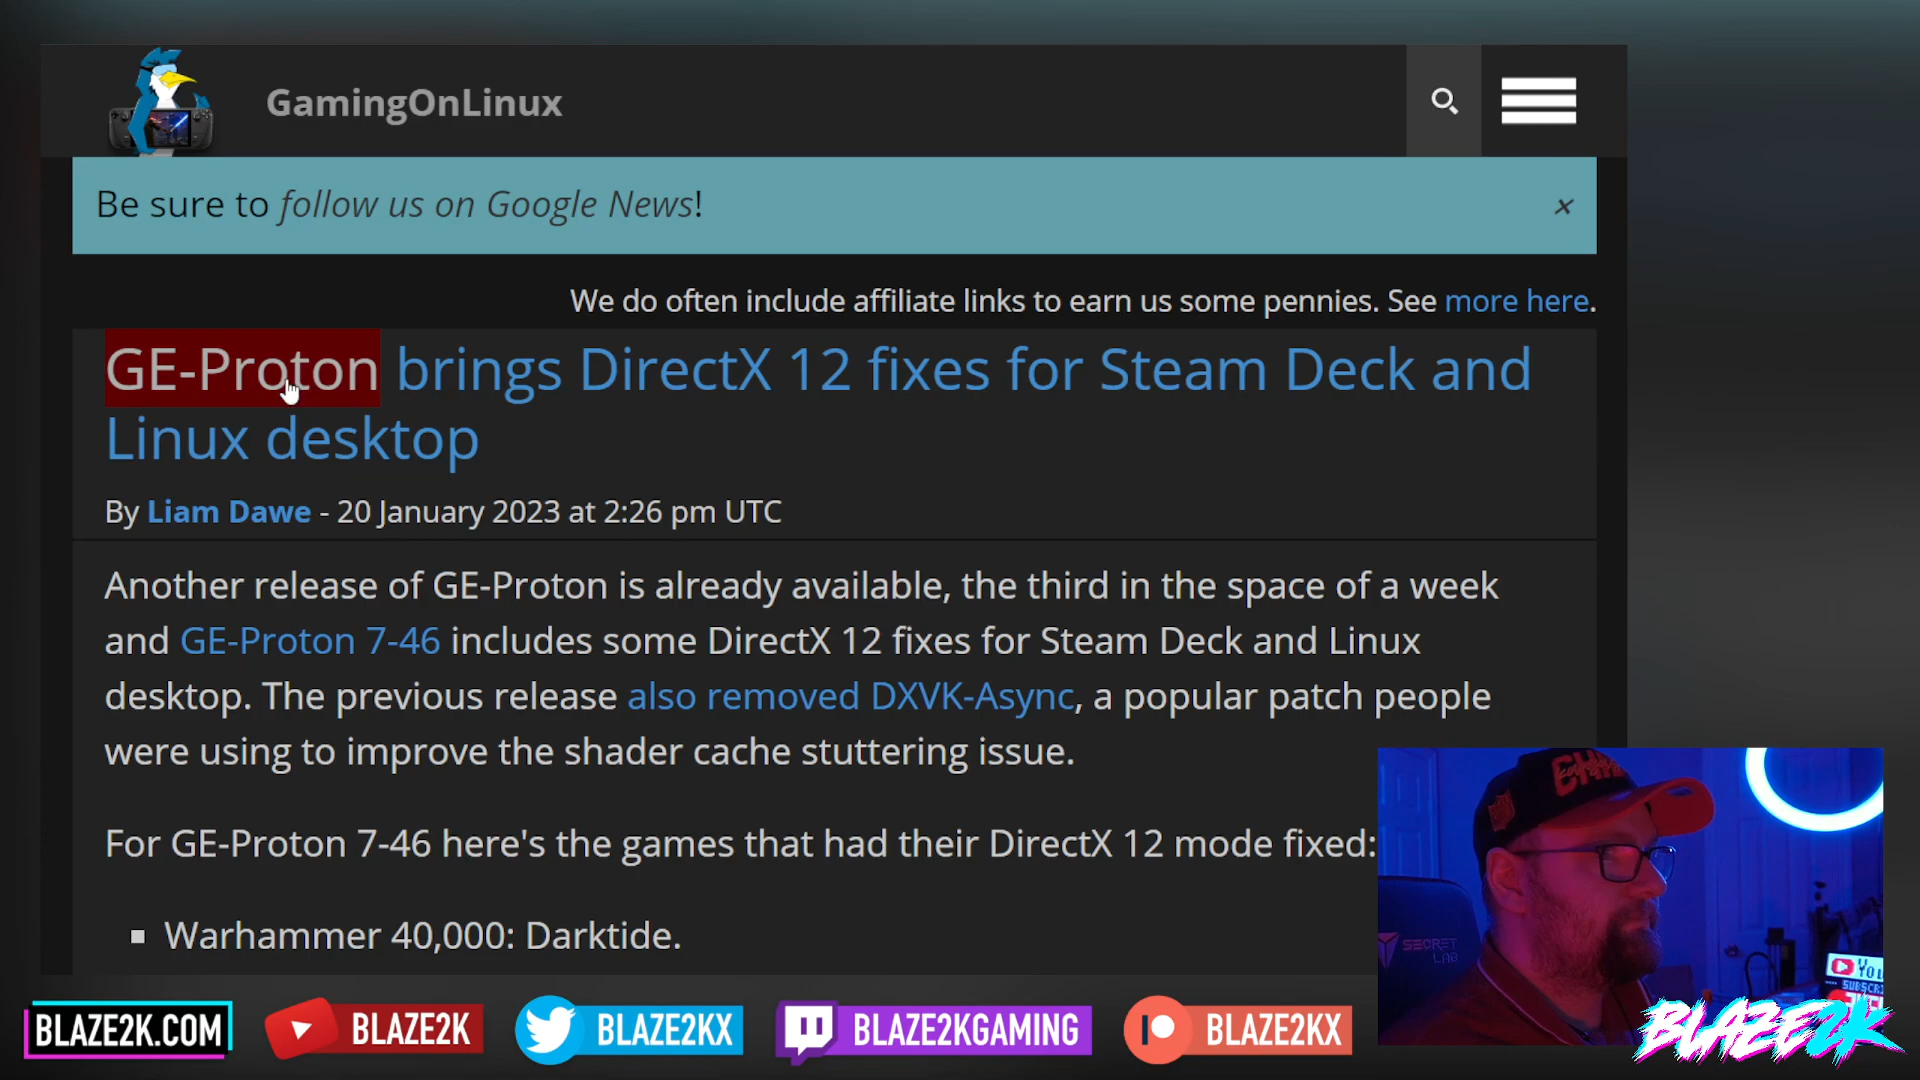 GamingOnLinux
Be sure to follow us on Google News!
×
We do often include affiliate links to earn us some pennies. See more here.
GE-Proton brings DirectX 12 fixes for Steam Deck and
Linux desktop
By Liam Dawe - 20 January 2023 at 2:26 pm UTC
Another release of GE-Proton is already available, the third in the space of a week
and GE-Proton 7-46 includes some DirectX 12 fixes for Steam Deck and Linux
desktop. The previous release also removed DXVK-Async, a popular patch people
were using to improve the shader cache stuttering issue.
For GE-Proton 7-46 here's the games that had their DirectX 12 mode fixed:
▪ Warhammer 40,000: Darktide.
SECRET
LAB
BLAZE2K.COM
BLAZE2K
BLAZE2KX
BLAZE2KGAMING
BLAZE2KX
BLAZE2K